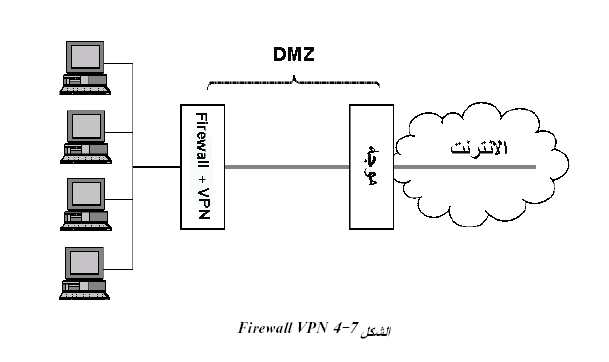 DMZ
Firewall + VPN
موجه
الانترنت
الشكل 7-4 Firewall VPN